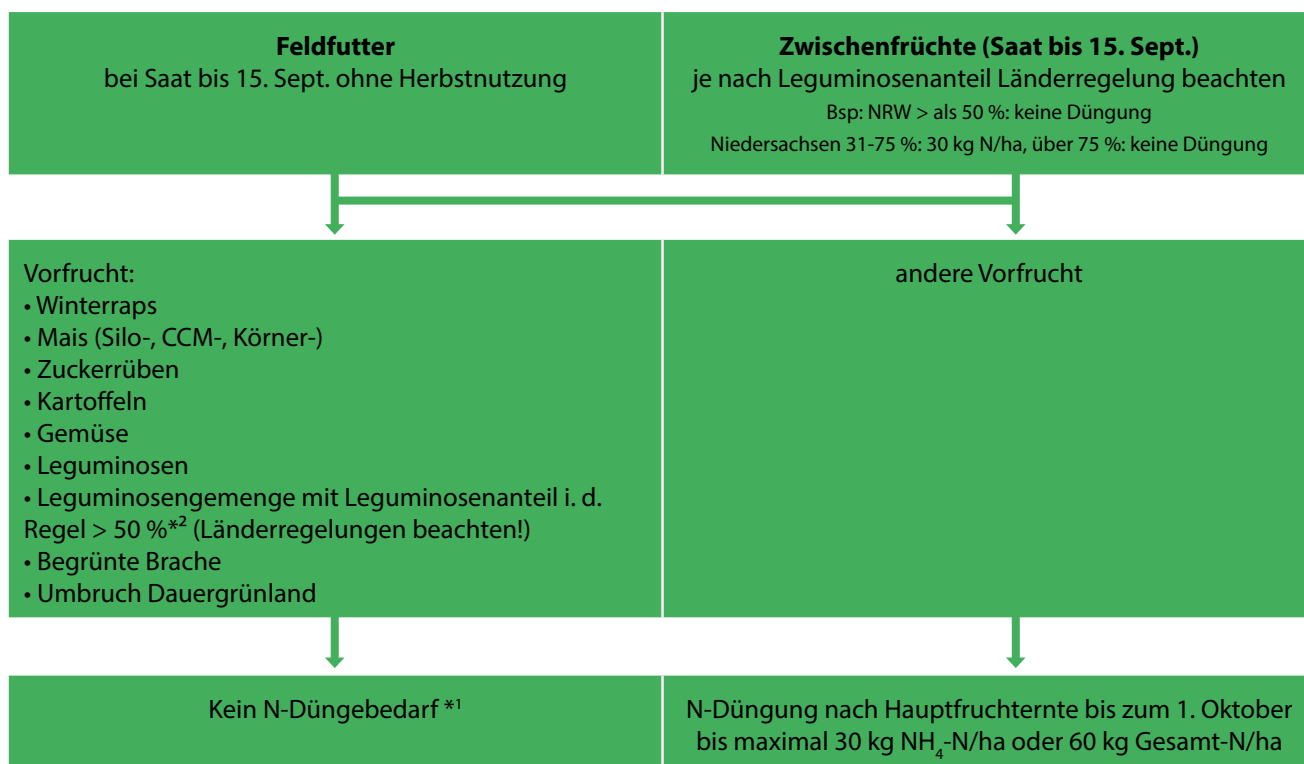 Feldfutter
bei Saat bis 15. Sept. ohne Herbstnutzung
Zwischenfrüchte (Saat bis 15. Sept.)
je nach Leguminosenanteil Länderregelung beachten
Bsp: NRW > als 50 %: keine Düngung
Niedersachsen 31-75 %: 30 kg N/ha, über 75 %: keine Düngung
Vorfrucht:
• Winterraps
• Mais (Silo-, CCM-, Körner-)
• Zuckerrüben
• Kartoffeln
• Gemüse
• Leguminosen
• Leguminosengemenge mit Leguminosenanteil i. d.
Regel > 50 %*² (Länderregelungen beachten!)
• Begrünte Brache
• Umbruch Dauergrünland
andere Vorfrucht
Kein N-Düngebedarf *¹
N-Düngung nach Hauptfruchternte bis zum 1. Oktober
bis maximal 30 kg NH₄-N/ha oder 60 kg Gesamt-N/ha